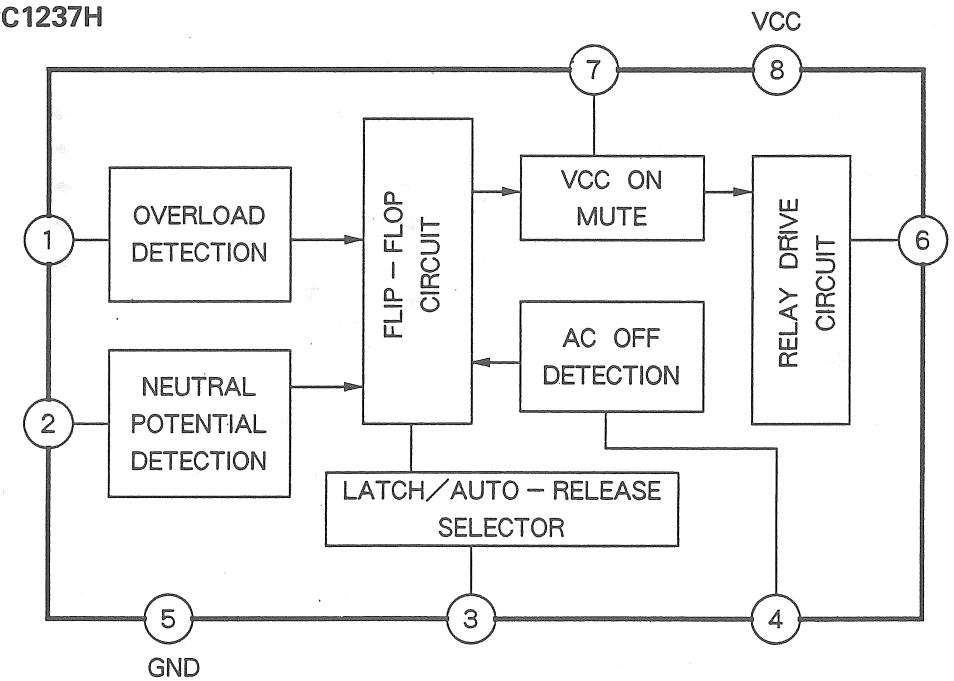 C1237H
VCC
7
8
OVERLOAD
DETECTION
FLIP-FLOP
CIRCUIT
VCC ON
MUTE
RELAY DRIVE
CIRCUIT
1
6
AC OFF
DETECTION
NEUTRAL
POTENTIAL
DETECTION
2
LATCH/AUTO-RELEASE
SELECTOR
5
3
4
GND